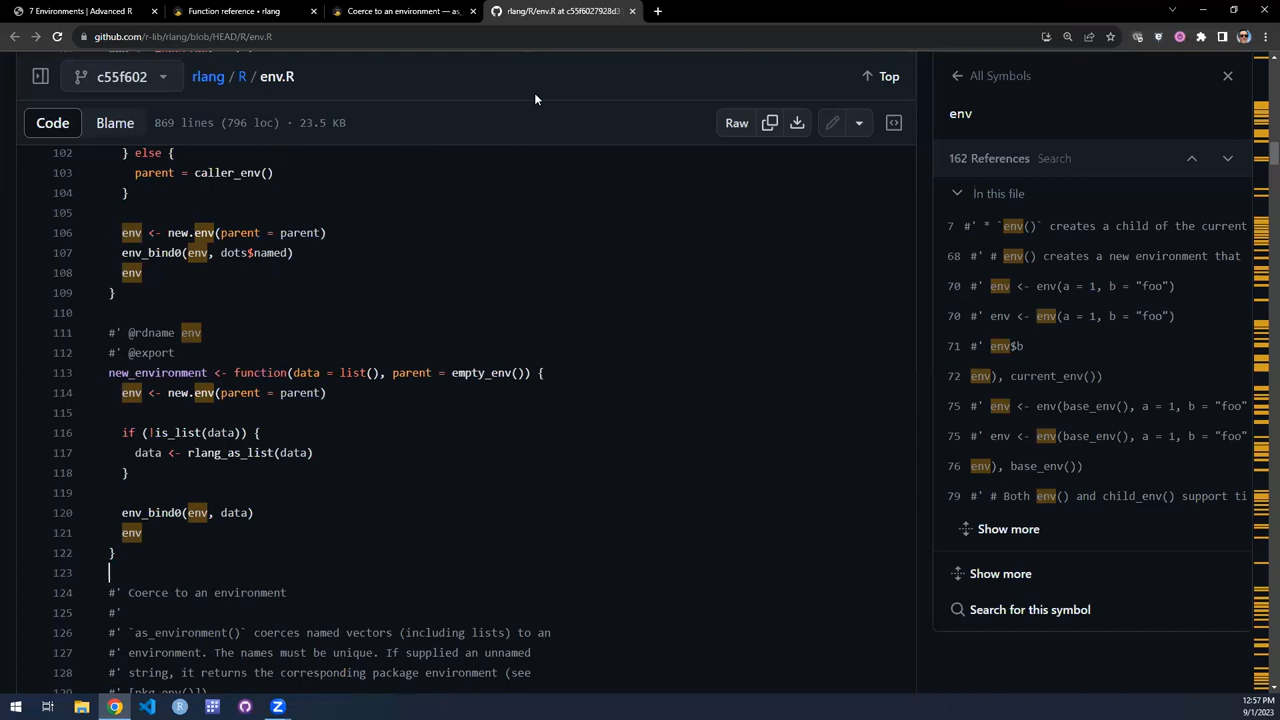 7 Environments | Advanced R
Function reference • rlang
Coerce to an environment — as_
rlang/R/env.R at c55f6027928d3
github.com/r-lib/rlang/blob/HEAD/R/env.R
c55f602
rlang / R / env.R
Top
Code
Blame
869 lines (796 loc) · 23.5 KB
Raw
102 } else {
103 parent = caller_env()
104 }
105
106 env <- new.env(parent = parent)
107 env_bind0(env, dots$named)
108 env
109 }
110
111 #' @rdname env
112 #' @export
113 new_environment <- function(data = list(), parent = empty_env()) {
114 env <- new.env(parent = parent)
115
116 if (!is_list(data)) {
117 data <- rlang_as_list(data)
118 }
119
120 env_bind0(env, data)
121 env
122 }
123
124 #' Coerce to an environment
125 #'
126 #' `as_environment()` coerces named vectors (including lists) to an
127 #' environment. The names must be unique. If supplied an unnamed
128 #' string, it returns the corresponding package environment (see
129 #' [pkg_env()])
All Symbols
env
162 References Search
In this file
7 #' * `env()` creates a child of the current
68 #' # env() creates a new environment that
70 #' env <- env(a = 1, b = "foo")
70 #' env <- env(a = 1, b = "foo")
71 #' env$b
72 env), current_env())
75 #' env <- env(base_env(), a = 1, b = "foo"
75 #' env <- env(base_env(), a = 1, b = "foo"
76 env), base_env())
79 #' # Both env() and child_env() support ti
Show more
Show more
Search for this symbol
12:57 PM
9/1/2023